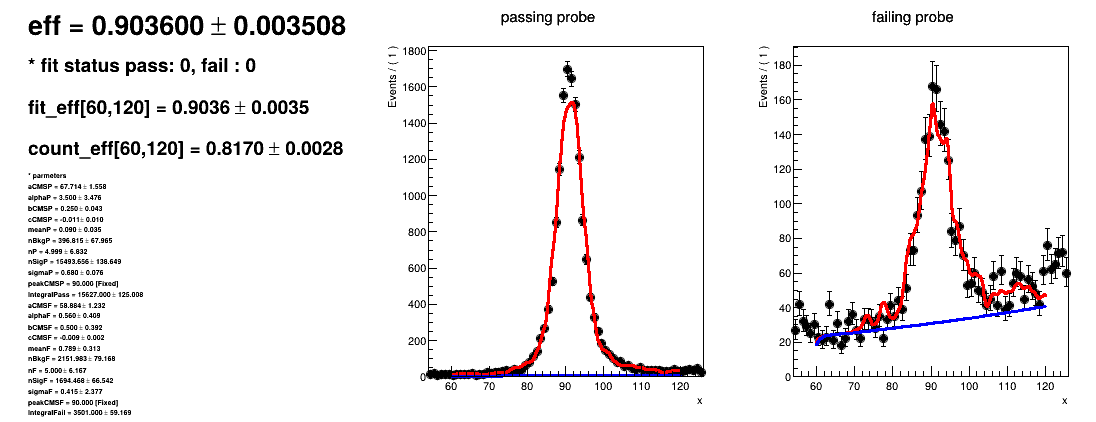 eff = 0.903600 ± 0.003508
* fit status pass: 0, fail : 0
fit_eff[60,120] = 0.9036 ± 0.0035
count_eff[60,120] = 0.8170 ± 0.0028
* parmeters
aCMSP = 67.714 ± 1.558
alphaP = 3.500 ± 3.476
bCMSP = 0.250 ± 0.043
cCMSP = -0.011 ± 0.010
meanP = 0.090 ± 0.035
nBkgP = 396.815 ± 67.965
nP = 4.999 ± 6.832
nSigP = 15493.656 ± 138.649
sigmaP = 0.680 ± 0.076
peakCMSP = 90.000 [Fixed]
IntegralPass = 15627.000 ± 125.008
aCMSF = 58.884 ± 1.232
alphaF = 0.560 ± 0.409
bCMSF = 0.500 ± 0.392
cCMSF = -0.009 ± 0.002
meanF = 0.789 ± 0.313
nBkgF = 2151.983 ± 79.168
nF = 5.000 ± 6.167
nSigF = 1694.468 ± 66.542
sigmaF = 0.415 ± 2.377
peakCMSF = 90.000 [Fixed]
IntegralFail = 3501.000 ± 59.169
passing probe
Events / ( 1 )
1800
1600
1400
1200
1000
800
600
400
200
0
60 70 80 90 100 110 120
x
failing probe
Events / ( 1 )
180
160
140
120
100
80
60
40
20
0
60 70 80 90 100 110 120
x